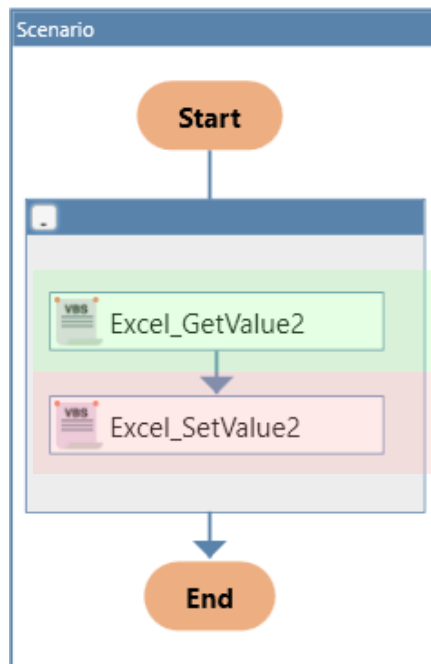 Scenario
Start
VBS
Excel_GetValue2
VBS
Excel_SetValue2
End